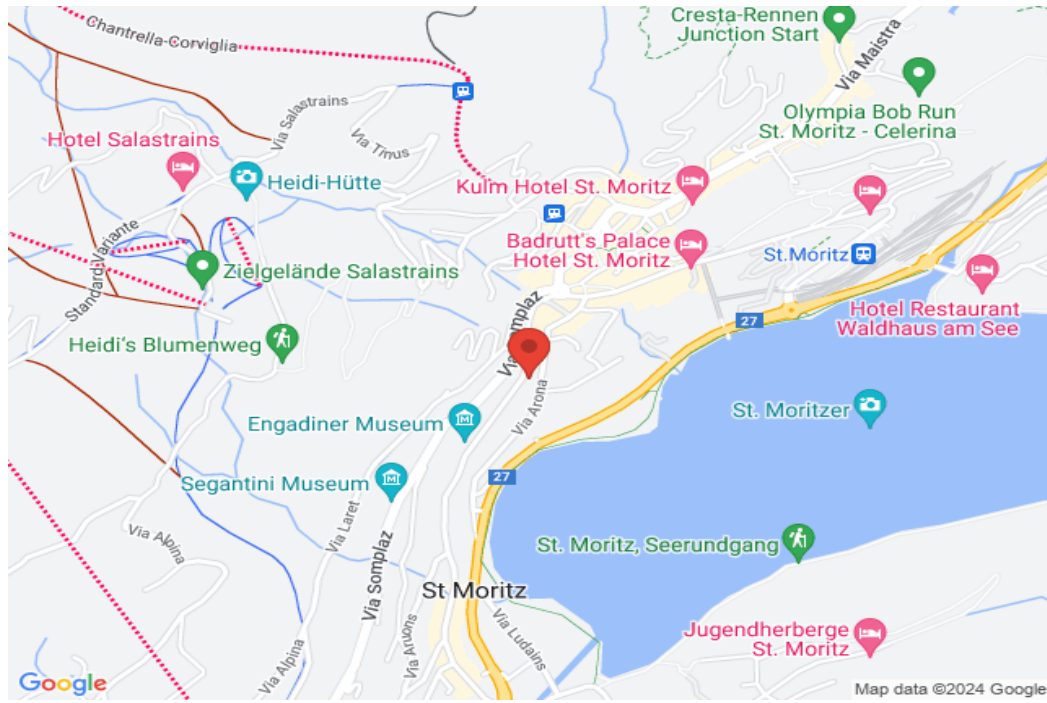 Cresta-Rennen
Junction Start
Chantrella-Corviglia
Via Maistra
Olympia Bob Run
St. Moritz - Celerina
Via Salastrains
Via Tinus
Hotel Salastrains
Heidi-Hütte
Kulm Hotel St. Moritz
Badrutt's Palace
Hotel St. Moritz
St. Moritz
Standard Variante
Zielgelände Salastrains
Hotel Restaurant
Waldhaus am See
27
Via Somplaz
Heidi's Blumenweg
Via Arona
St. Moritzer
Engadiner Museum
27
Segantini Museum
Via Laret
Via Alpina
St. Moritz, Seerundgang
Via Somplaz
St Moritz
Via Aruons
Via Ludains
Jugendherberge
St. Moritz
Via Alpina
Google
Map data ©2024 Google